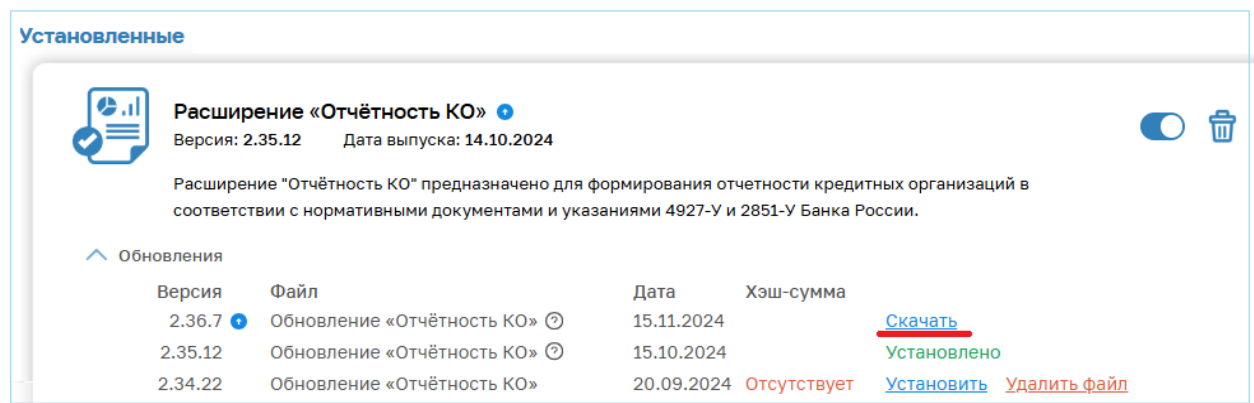 Установленные
Расширение «Отчётность КО»
Версия: 2.35.12 Дата выпуска: 14.10.2024
Расширение "Отчётность КО" предназначено для формирования отчетности кредитных организаций в
соответствии с нормативными документами и указаниями 4927-У и 2851-У Банка России.
Обновления
Версия Файл Дата Хэш-сумма
2.36.7 Обновление «Отчётность КО» ? 15.11.2024 Скачать
2.35.12 Обновление «Отчётность КО» ? 15.10.2024 Установлено
2.34.22 Обновление «Отчётность КО» 20.09.2024 Отсутствует Установить Удалить файл